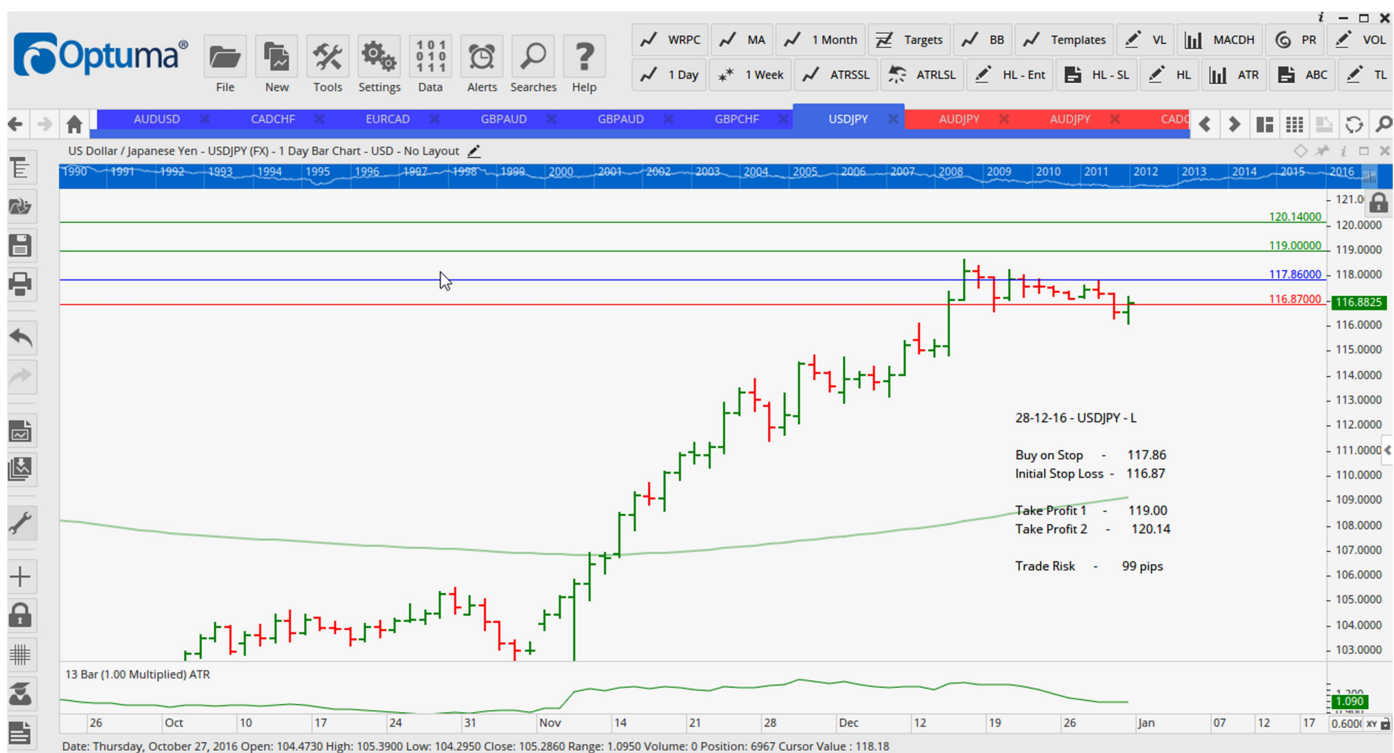 Optuma®
File
New
Tools
Settings
Data
Alerts
Searches
Help
WRPC MA 1 Month Targets BB Templates VL MACDH PR VOL
1 Day 1 Week ATRSSL ATRLSL HL - Ent HL - SL HL ATR ABC TL
AUDUSD CADCHF EURCAD GBPAUD GBPAUD GBPCHF USDJPY AUDJPY AUDJPY
US Dollar / Japanese Yen - USDJPY (FX) - 1 Day Bar Chart - USD - No Layout
1990 1991 1992 1993 1994 1995 1996 1997 1998 1999 2000 2001 2002 2003 2004 2005 2006 2007 2008 2009 2010 2011 2012 2013 2014 2015 2016
120.14000
119.00000
117.86000
116.87000
120.0000
119.0000
118.0000
116.8825
116.0000
115.0000
114.0000
113.0000
112.0000
111.0000
110.0000
109.0000
108.0000
107.0000
106.0000
105.0000
104.0000
103.0000
28-12-16 - USDJPY - L
Buy on Stop - 117.86
Initial Stop Loss - 116.87
Take Profit 1 - 119.00
Take Profit 2 - 120.14
Trade Risk - 99 pips
13 Bar (1.00 Multiplied) ATR
1.090
26 Oct 10 17 24 31 Nov 14 21 28 Dec 12 19 26 Jan 07 12 17 0.600 XY
Date: Thursday, October 27, 2016 Open: 104.4730 High: 105.3900 Low: 104.2950 Close: 105.2860 Range: 1.0950 Volume: 0 Position: 6967 Cursor Value : 118.18